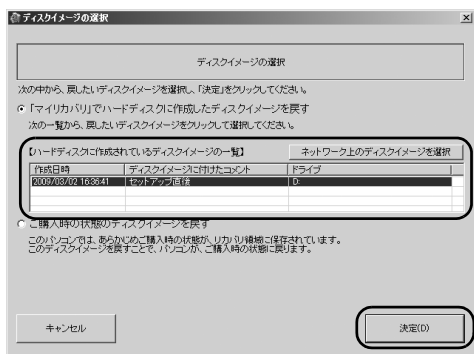 ディスクイメージの選択
ディスクイメージの選択
次の中から、戻したいディスクイメージを選択し、「決定」をクリックしてください。
「マイリカバリ」でハードディスクに作成したディスクイメージを戻す
次の一覧から、戻したいディスクイメージをクリックして選択してください。
【ハードディスクに作成されているディスクイメージの一覧】 ネットワーク上のディスクイメージを選択
作成日時 ディスクイメージに付けたコメント ドライブ
2009/03/02 16:36:41 セットアップ直後 D:
ご購入時の状態のディスクイメージを戻す
このパソコンでは、あらかじめご購入時の状態が、リカバリ領域に保存されています。
このディスクイメージを戻すことで、パソコンが、ご購入時の状態に戻ります。
キャンセル 決定(D)